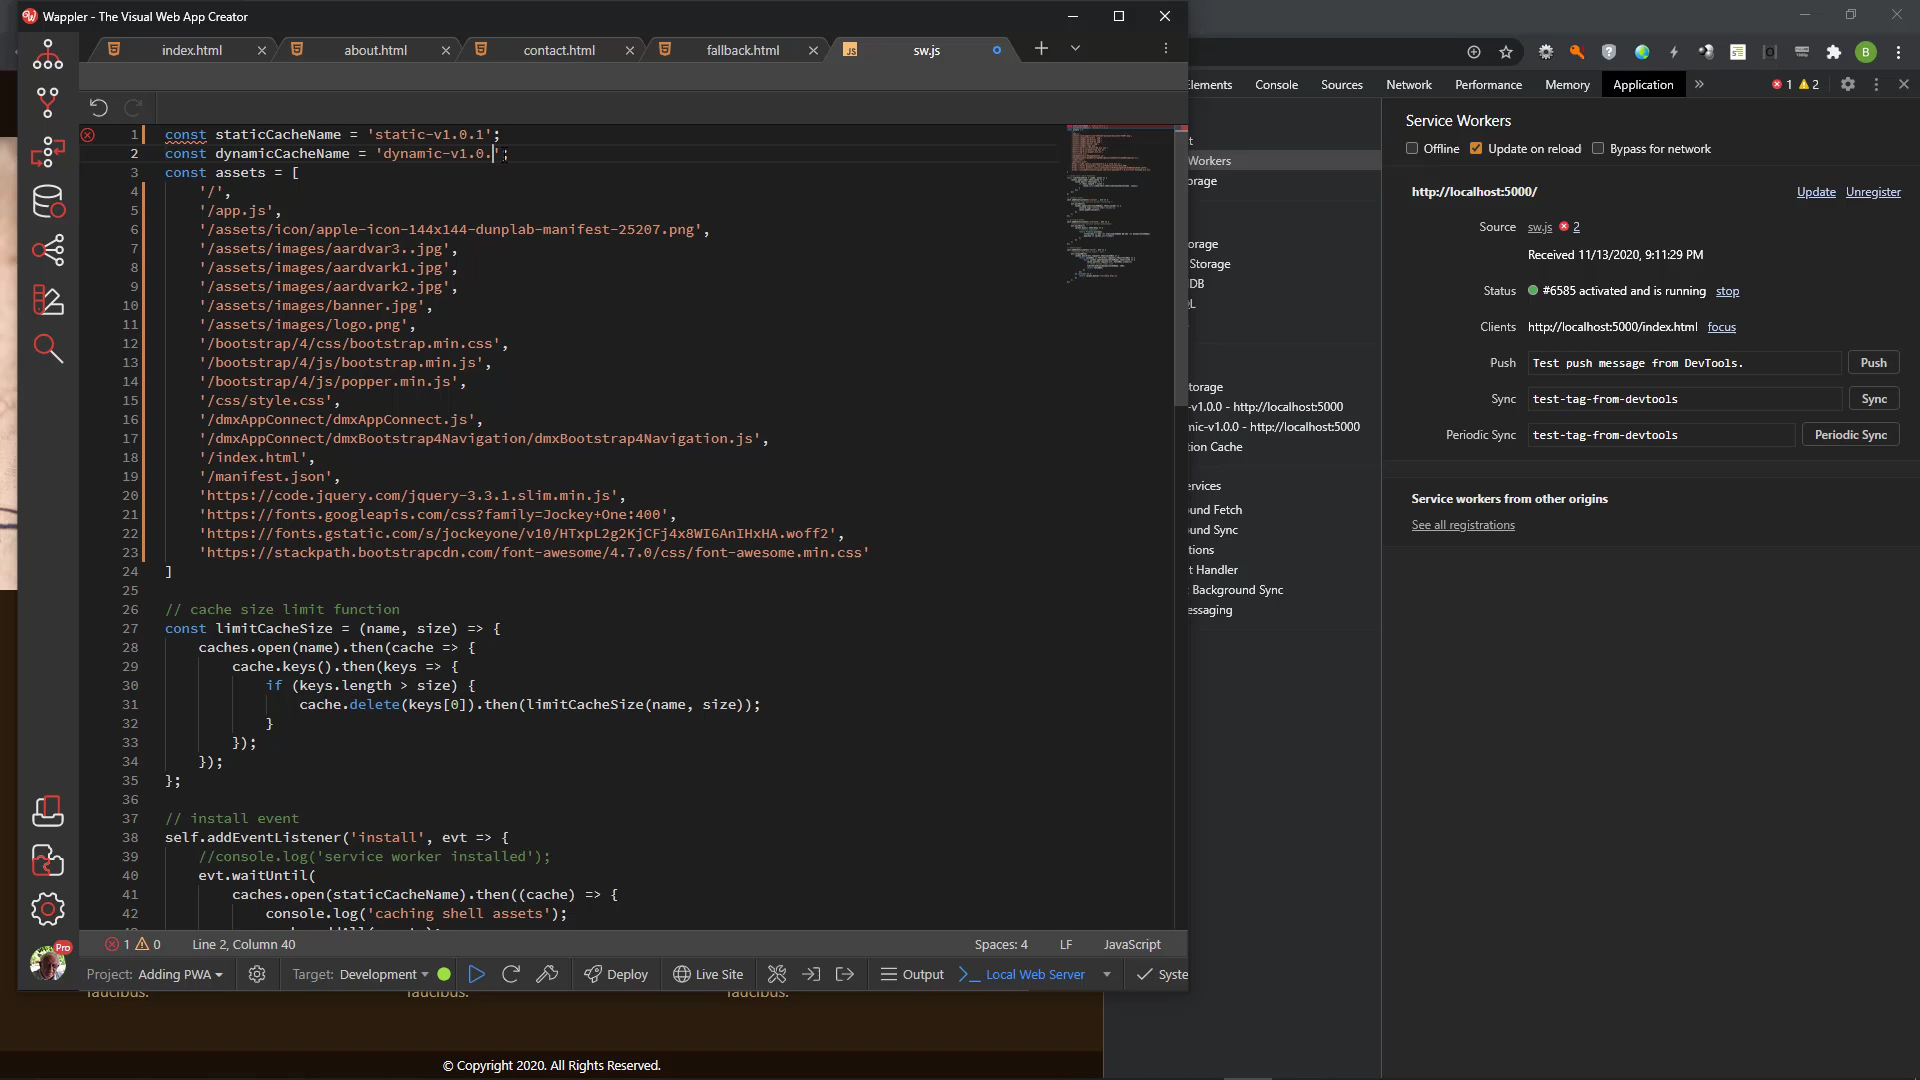 Wappler - The Visual Web App Creator
index.html
about.html
contact.html
fallback.html
sw.js
1 const staticCacheName = 'static-v1.0.1';
2 const dynamicCacheName = 'dynamic-v1.0.';
3 const assets = [
4 '/',
5 '/app.js',
6 '/assets/icon/apple-icon-144x144-dunplab-manifest-25207.png',
7 '/assets/images/aardvar3..jpg',
8 '/assets/images/aardvark1.jpg',
9 '/assets/images/aardvark2.jpg',
10 '/assets/images/banner.jpg',
11 '/assets/images/logo.png',
12 '/bootstrap/4/css/bootstrap.min.css',
13 '/bootstrap/4/js/bootstrap.min.js',
14 '/bootstrap/4/js/popper.min.js',
15 '/css/style.css',
16 '/dmxAppConnect/dmxAppConnect.js',
17 '/dmxAppConnect/dmxBootstrap4Navigation/dmxBootstrap4Navigation.js',
18 '/index.html',
19 '/manifest.json',
20 'https://code.jquery.com/jquery-3.3.1.slim.min.js',
21 'https://fonts.googleapis.com/css?family=Jockey+One:400',
22 'https://fonts.gstatic.com/s/jockeyone/v10/HTxpL2g2KjCFj4x8WI6AnIHxHA.woff2',
23 'https://stackpath.bootstrapcdn.com/font-awesome/4.7.0/css/font-awesome.min.css'
24 ]
25
26 // cache size limit function
27 const limitCacheSize = (name, size) => {
28 caches.open(name).then(cache => {
29 cache.keys().then(keys => {
30 if (keys.length > size) {
31 cache.delete(keys[0]).then(limitCacheSize(name, size));
32 }
33 });
34 });
35 };
36
37 // install event
38 self.addEventListener('install', evt => {
39 //console.log('service worker installed');
40 evt.waitUntil(
41 caches.open(staticCacheName).then((cache) => {
42 console.log('caching shell assets');
1 0 Line 2, Column 40 Spaces: 4 LF JavaScript
Pro
Project: Adding PWA Target: Development Deploy Live Site Output Local Web Server Syste
faucibus. faucibus. faucibus.
© Copyright 2020. All Rights Reserved.
B
lements Console Sources Network Performance Memory Application 1 2
t
Workers
rage
orage
Storage
DB
L
torage
-v1.0.0 - http://localhost:5000
mic-v1.0.0 - http://localhost:5000
tion Cache
ervices
ound Fetch
ound Sync
tions
t Handler
: Background Sync
essaging
Service Workers
Offline Update on reload Bypass for network
http://localhost:5000/ Update Unregister
Source sw.js 2
Received 11/13/2020, 9:11:29 PM
Status #6585 activated and is running stop
Clients http://localhost:5000/index.html focus
Push Test push message from DevTools. Push
Sync test-tag-from-devtools Sync
Periodic Sync test-tag-from-devtools Periodic Sync
Service workers from other origins
See all registrations